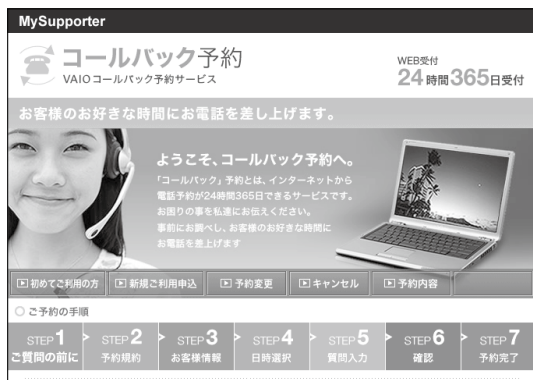 MySupporter
コールバック予約
VAIOコールバック予約サービス
WEB受付
24時間365日受付
お客様のお好きな時間にお電話を差し上げます。
ようこそ、コールバック予約へ。
「コールバック」予約とは、インターネットから
電話予約が24時間365日できるサービスです。
お困りの事を私達にお伝えください。
事前にお調べし、お客様のお好きな時間に
お電話を差上げます
初めてご利用の方 新規ご利用申込 予約変更 キャンセル 予約内容
ご予約の手順
STEP1 > STEP2 > STEP3 > STEP4 > STEP5 > STEP6 > STEP7
ご質問の前に 予約規約 お客様情報 日時選択 質問入力 確認 予約完了